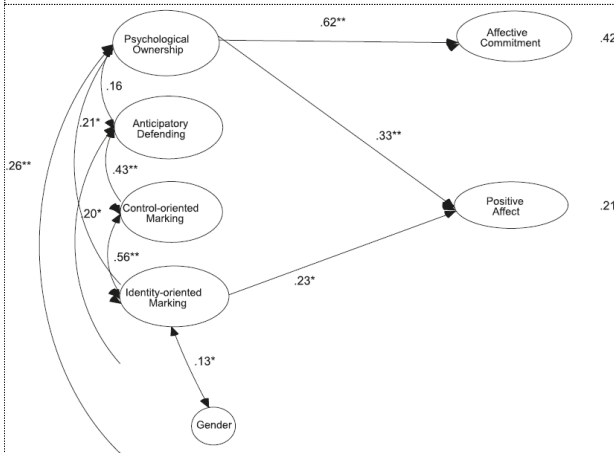 .62**
Psychological
Ownership
Affective
Commitment
.42
.16
.21*
Anticipatory
Defending
.33**
.26**
.43**
.20*
Control-oriented
Marking
Positive
Affect
.21
.56**
Identity-oriented
Marking
.23*
.13*
Gender